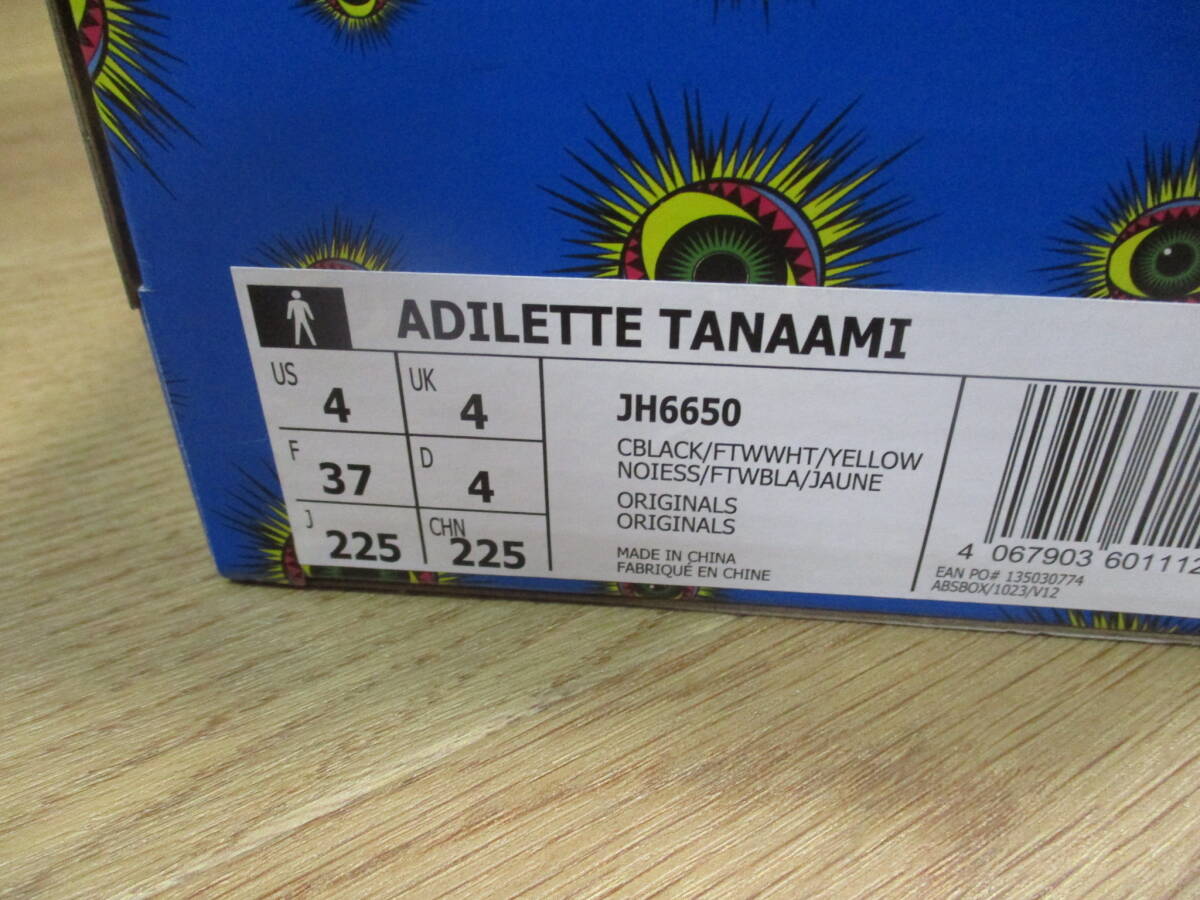 ADILETTE TANAAMI
US 4 UK 4
F 37 D 4
J 225 CHN 225
JH6650
CBLACK/FTWWHT/YELLOW
NOIESS/FTWBLA/JAUNE
ORIGINALS
ORIGINALS
MADE IN CHINA
FABRIQUÉ EN CHINE
4 067903 601112
EAN PO# 135030774
ABSBOX/1023/V12